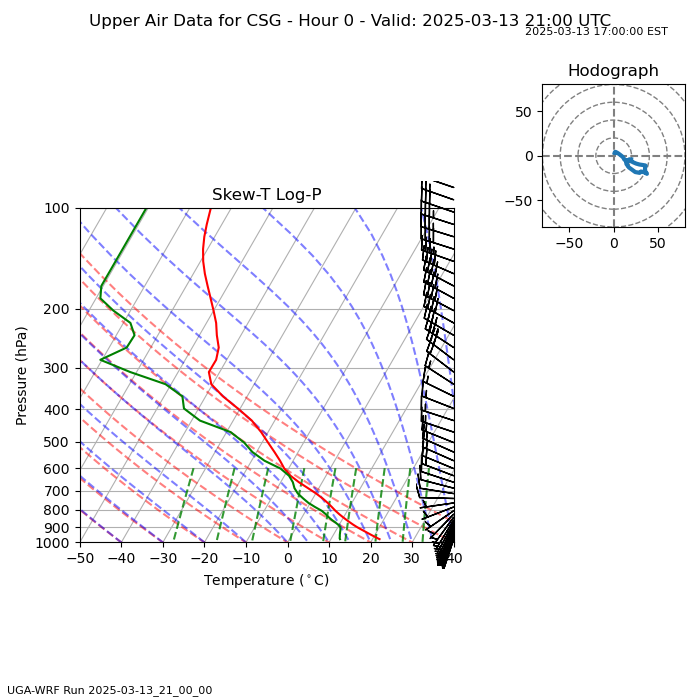 Upper Air Data for CSG - Hour 0 - Valid: 2025-03-13 21:00 UTC
2025-03-13 17:00:00 EST
Hodograph
50
0
−50
−50 0 50
Skew-T Log-P
Pressure (hPa)
100
200
300
400
500
600
700
800
900
1000
−50 −40 −30 −20 −10 0 10 20 30 40
Temperature (°C)
UGA-WRF Run 2025-03-13_21_00_00